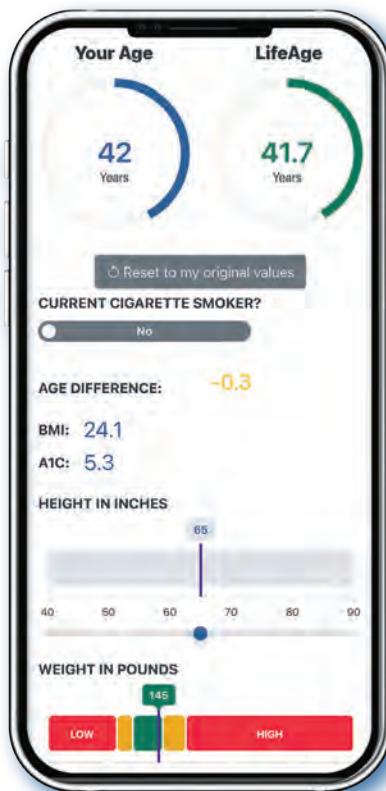 Your Age LifeAge
42 41.7
Years Years
Reset to my original values
CURRENT CIGARETTE SMOKER?
No
AGE DIFFERENCE: -0.3
BMI: 24.1
A1C: 5.3
HEIGHT IN INCHES
65
40 50 60 70 80 90
WEIGHT IN POUNDS
145
LOW HIGH